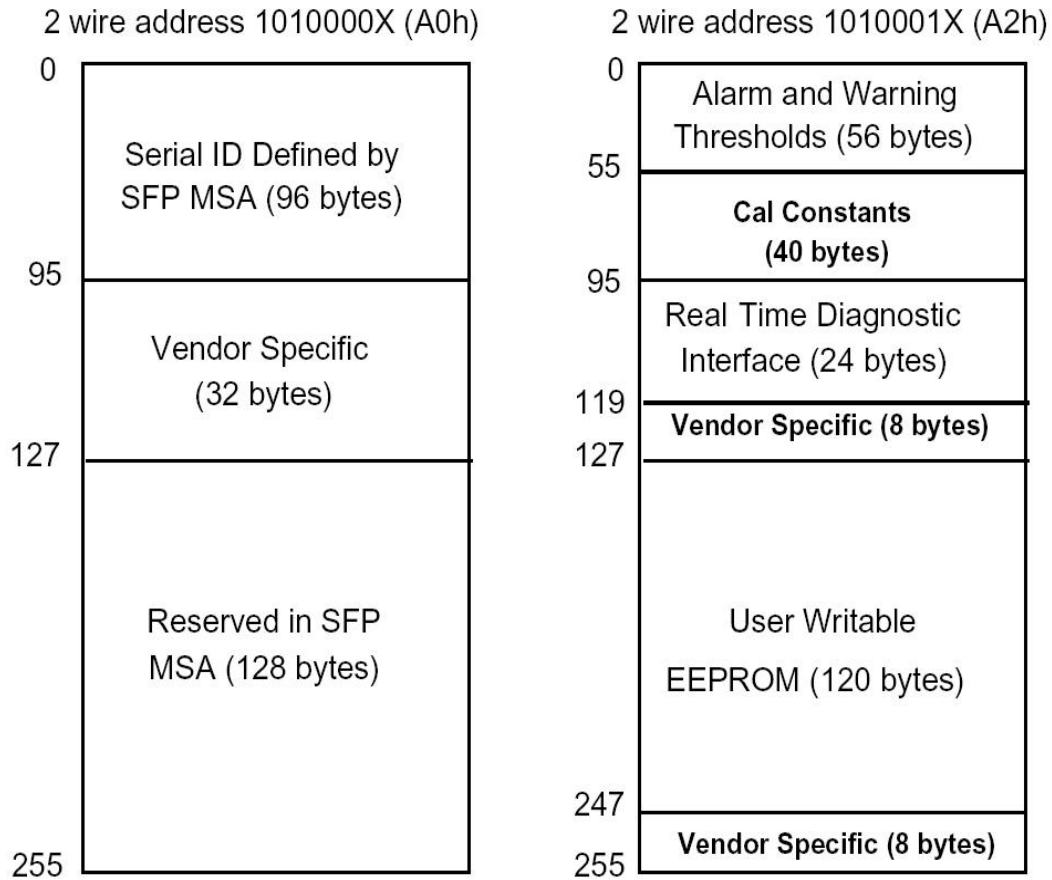 2 wire address 1010000X (A0h)
0
Serial ID Defined by
SFP MSA (96 bytes)
95
Vendor Specific
(32 bytes)
127
Reserved in SFP
MSA (128 bytes)
255
2 wire address 1010001X (A2h)
0
Alarm and Warning
Thresholds (56 bytes)
55
Cal Constants
(40 bytes)
95
Real Time Diagnostic
Interface (24 bytes)
119
Vendor Specific (8 bytes)
127
User Writable
EEPROM (120 bytes)
247
Vendor Specific (8 bytes)
255